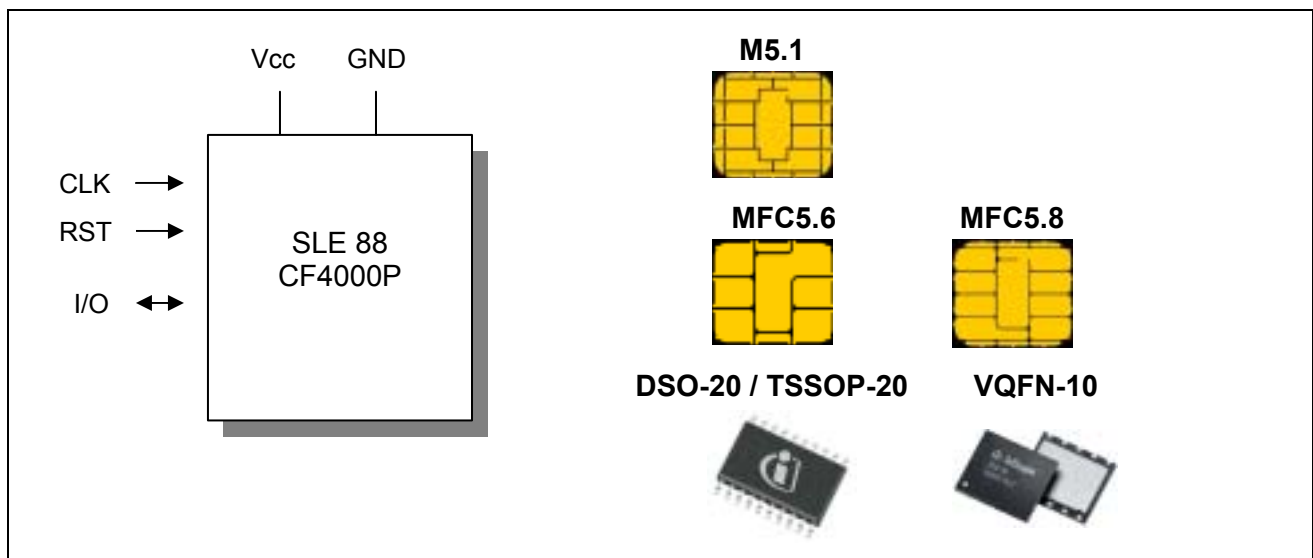 Vcc GND
CLK
RST
I/O
SLE 88
CF4000P
M5.1
MFC5.6 MFC5.8
DSO-20 / TSSOP-20 VQFN-10